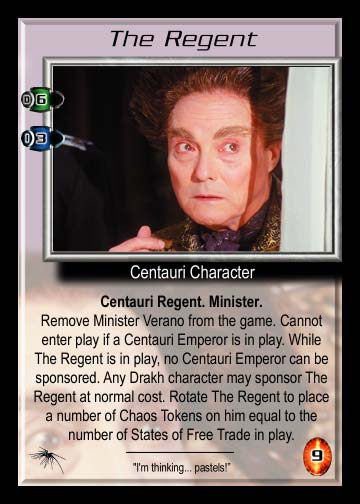 The Regent
D 6
I 3
Centauri Character
Centauri Regent. Minister.
Remove Minister Verano from the game. Cannot
enter play if a Centauri Emperor is in play. While
The Regent is in play, no Centauri Emperor can be
sponsored. Any Drakh character may sponsor The
Regent at normal cost. Rotate The Regent to place
a number of Chaos Tokens on him equal to the
number of States of Free Trade in play.
9
"I'm thinking... pastels!"